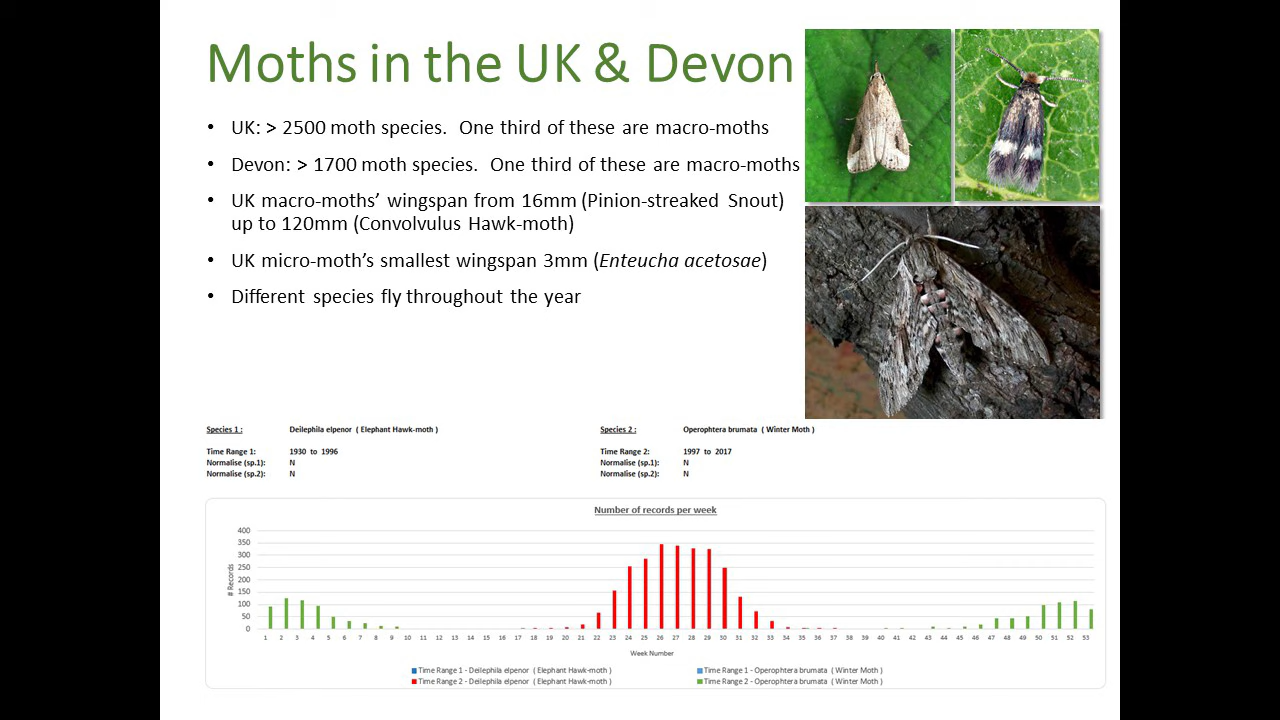 Moths in the UK & Devon
• UK: > 2500 moth species. One third of these are macro-moths
• Devon: > 1700 moth species. One third of these are macro-moths
• UK macro-moths' wingspan from 16mm (Pinion-streaked Snout)
up to 120mm (Convolvulus Hawk-moth)
• UK micro-moth's smallest wingspan 3mm (Enteucha acetosae)
• Different species fly throughout the year
Species 1 : Deilephila elpenor ( Elephant Hawk-moth )
Time Range 1: 1930 to 1996
Normalise (sp.1): N
Normalise (sp.2): N
Species 2 : Operophtera brumata ( Winter Moth )
Time Range 2: 1997 to 2017
Normalise (sp.1): N
Normalise (sp.2): N
Number of records per week
# Records
400
350
300
250
200
150
100
50
0
1 2 3 4 5 6 7 8 9 10 11 12 13 14 15 16 17 18 19 20 21 22 23 24 25 26 27 28 29 30 31 32 33 34 35 36 37 38 39 40 41 42 43 44 45 46 47 48 49 50 51 52 53
Week Number
Time Range 1 - Deilephila elpenor ( Elephant Hawk-moth )
Time Range 1 - Operophtera brumata ( Winter Moth )
Time Range 2 - Deilephila elpenor ( Elephant Hawk-moth )
Time Range 2 - Operophtera brumata ( Winter Moth )